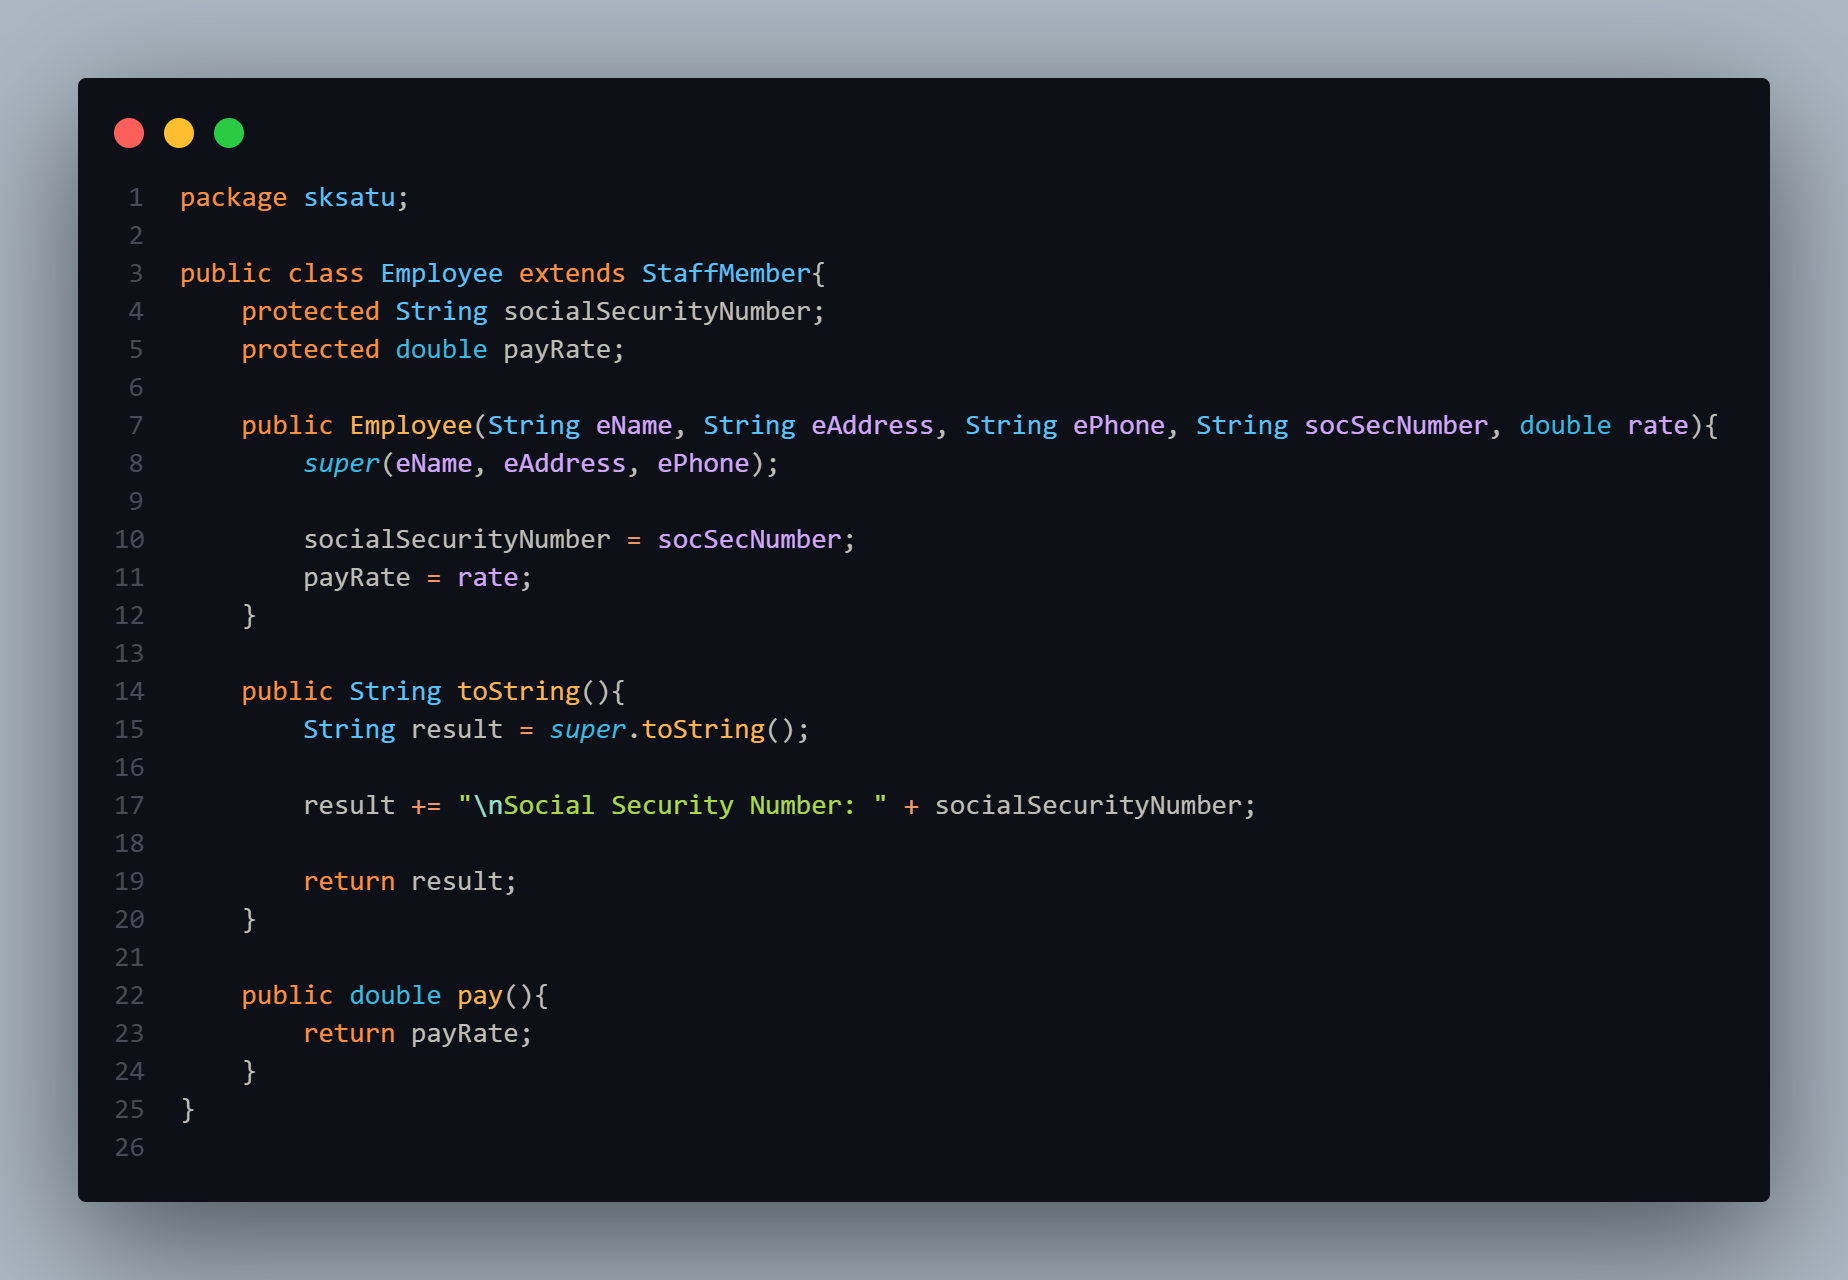 1 package sksatu;
2
3 public class Employee extends StaffMember{
4     protected String socialSecurityNumber;
5     protected double payRate;
6
7     public Employee(String eName, String eAddress, String ePhone, String socSecNumber, double rate){
8         super(eName, eAddress, ePhone);
9
10         socialSecurityNumber = socSecNumber;
11         payRate = rate;
12     }
13
14     public String toString(){
15         String result = super.toString();
16
17         result += "\nSocial Security Number: " + socialSecurityNumber;
18
19         return result;
20     }
21
22     public double pay(){
23         return payRate;
24     }
25 }
26